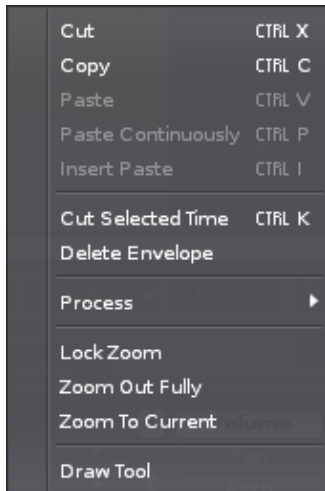 Cut CTRL X
Copy CTRL C
Paste CTRL V
Paste Continuously CTRL P
Insert Paste CTRL I
Cut Selected Time CTRL K
Delete Envelope
Process
Lock Zoom
Zoom Out Fully
Zoom To Current
Draw Tool